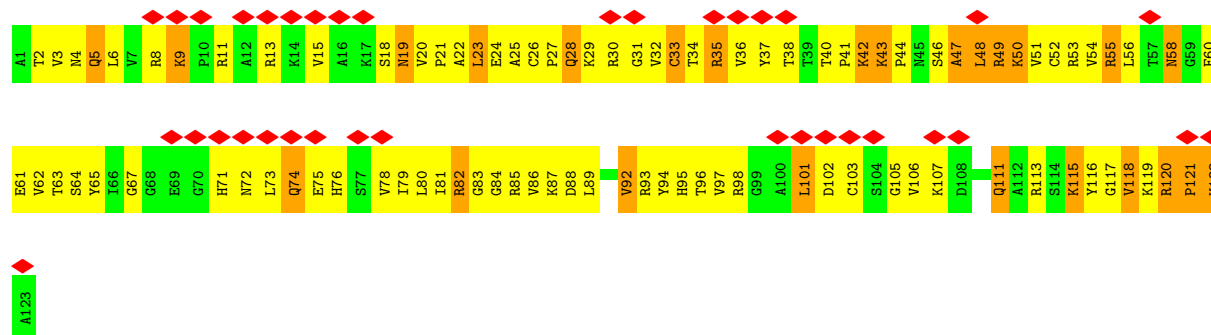 A1 T2 V3 N4 Q5 L6 V7 R8 K9 P10 R11 A12 R13 K14 V15 A16 K17 S18 N19 V20 P21 A22 L23 E24 A25 C26 P27 Q28 K29 R30 G31 V32 C33 T34 R35 V36 Y37 T38 T39 T40 P41 K42 K43 P44 N45 S46 A47 L48 R49 K50 V51 C52 R53 V54 R55 L56 T57 N58 G59
E61 V62 T63 S64 Y65 I66 G67 G68 E69 G70 H71 N72 L73 Q74 E75 H76 S77 V78 I79 L80 I81 R82 G83 G84 R85 V86 K87 D88 L89 V92 R93 Y94 H95 T96 V97 R98 G99 A100 L101 D102 C103 S104 G105 V106 K107 D108 Q111 A112 R113 S114 K115 Y116 G117 V118 K119 R120 P121
A123